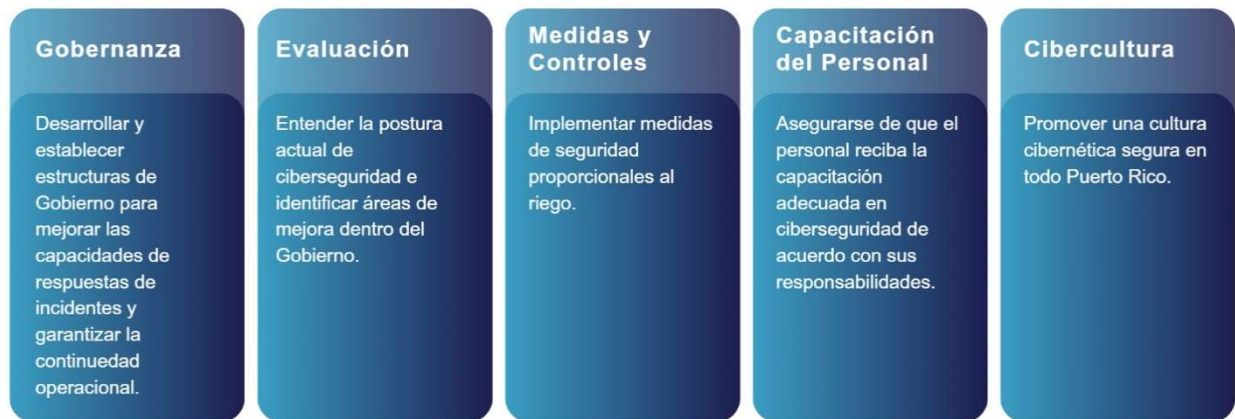 Gobernanza
Desarrollar y
establecer
estructuras de
Gobierno para
mejorar las
capacidades de
respuestas de
incidentes y
garantizar la
continuedad
operacional.
Evaluación
Entender la postura
actual de
ciberseguridad e
identificar áreas de
mejora dentro del
Gobierno.
Medidas y
Controles
Implementar medidas
de seguridad
proporcionales al
riego.
Capacitación
del Personal
Asegurarse de que el
personal reciba la
capacitación
adecuada en
ciberseguridad de
acuerdo con sus
responsabilidades.
Cibercultura
Promover una cultura
cibernética segura en
todo Puerto Rico.